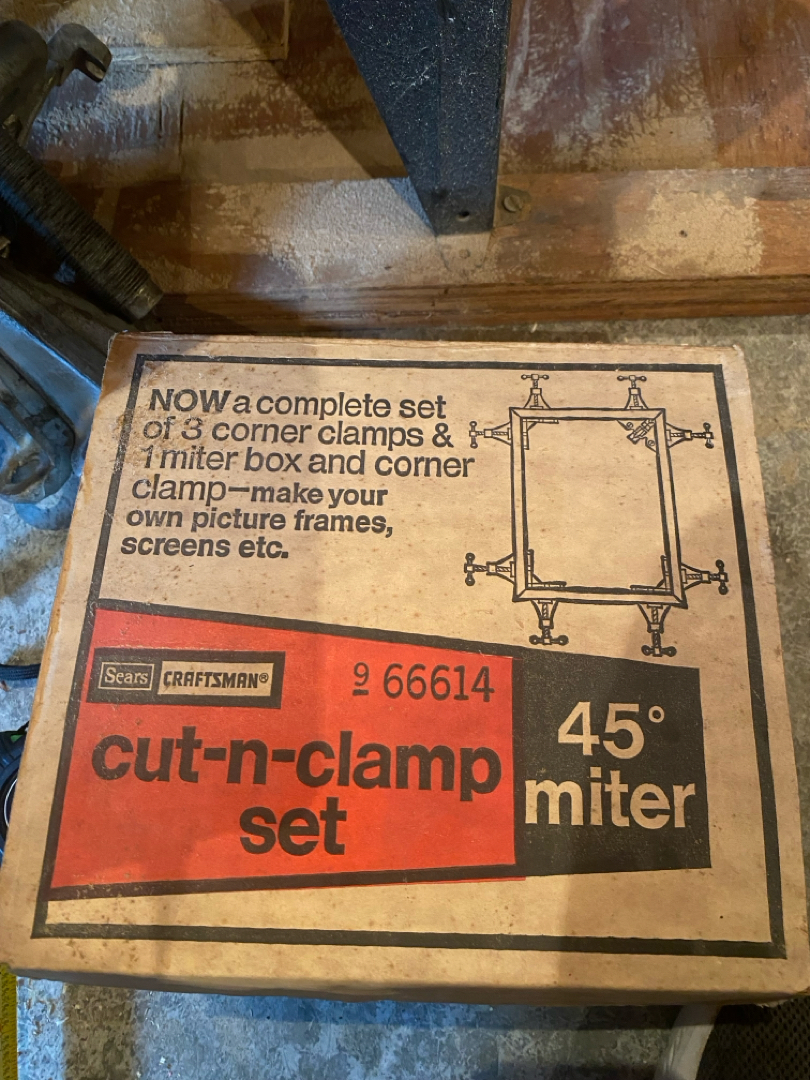 NOW a complete set
of 3 corner clamps &
1 miter box and corner
clamp—make your
own picture frames,
screens etc.
Sears CRAFTSMAN®
9 66614
cut-n-clamp
set
45°
miter